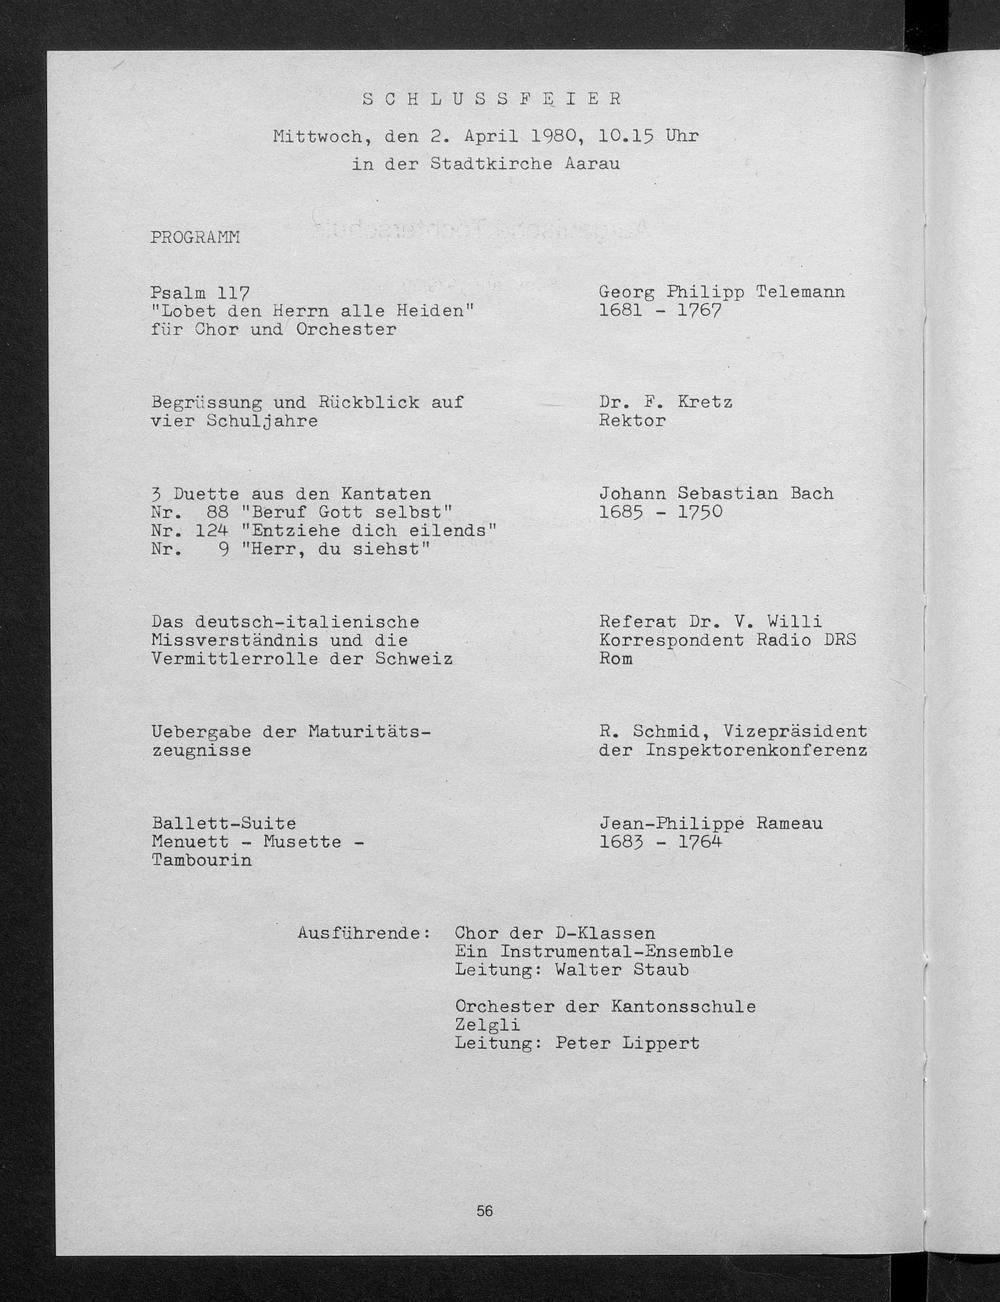 SCHLUSSFEIER
Mittwoch, den 2. April 1980, 10.15 Uhr
in der Stadtkirche Aarau
PROGRAMM
Psalm 117
"Lobet den Herrn alle Heiden"
für Chor und Orchester
Georg Philipp Telemann
1681 - 1767
Begrüssung und Rückblick auf
vier Schuljahre
Dr. F. Kretz
Rektor
3 Duette aus den Kantaten
Nr. 88 "Beruf Gott selbst"
Nr. 124 "Entziehe dich eilends"
Nr. 9 "Herr, du siehst"
Johann Sebastian Bach
1685 - 1750
Das deutsch-italienische
Missverständnis und die
Vermittlerrolle der Schweiz
Referat Dr. V. Willi
Korrespondent Radio DRS
Rom
Uebergabe der Maturitäts-
zeugnisse
R. Schmid, Vizepräsident
der Inspektorenkonferenz
Ballett-Suite
Menuett - Musette -
Tambourin
Jean-Philippe Rameau
1683 - 1764
Ausführende: Chor der D-Klassen
Ein Instrumental-Ensemble
Leitung: Walter Staub
Orchester der Kantonsschule
Zelgli
Leitung: Peter Lippert
56